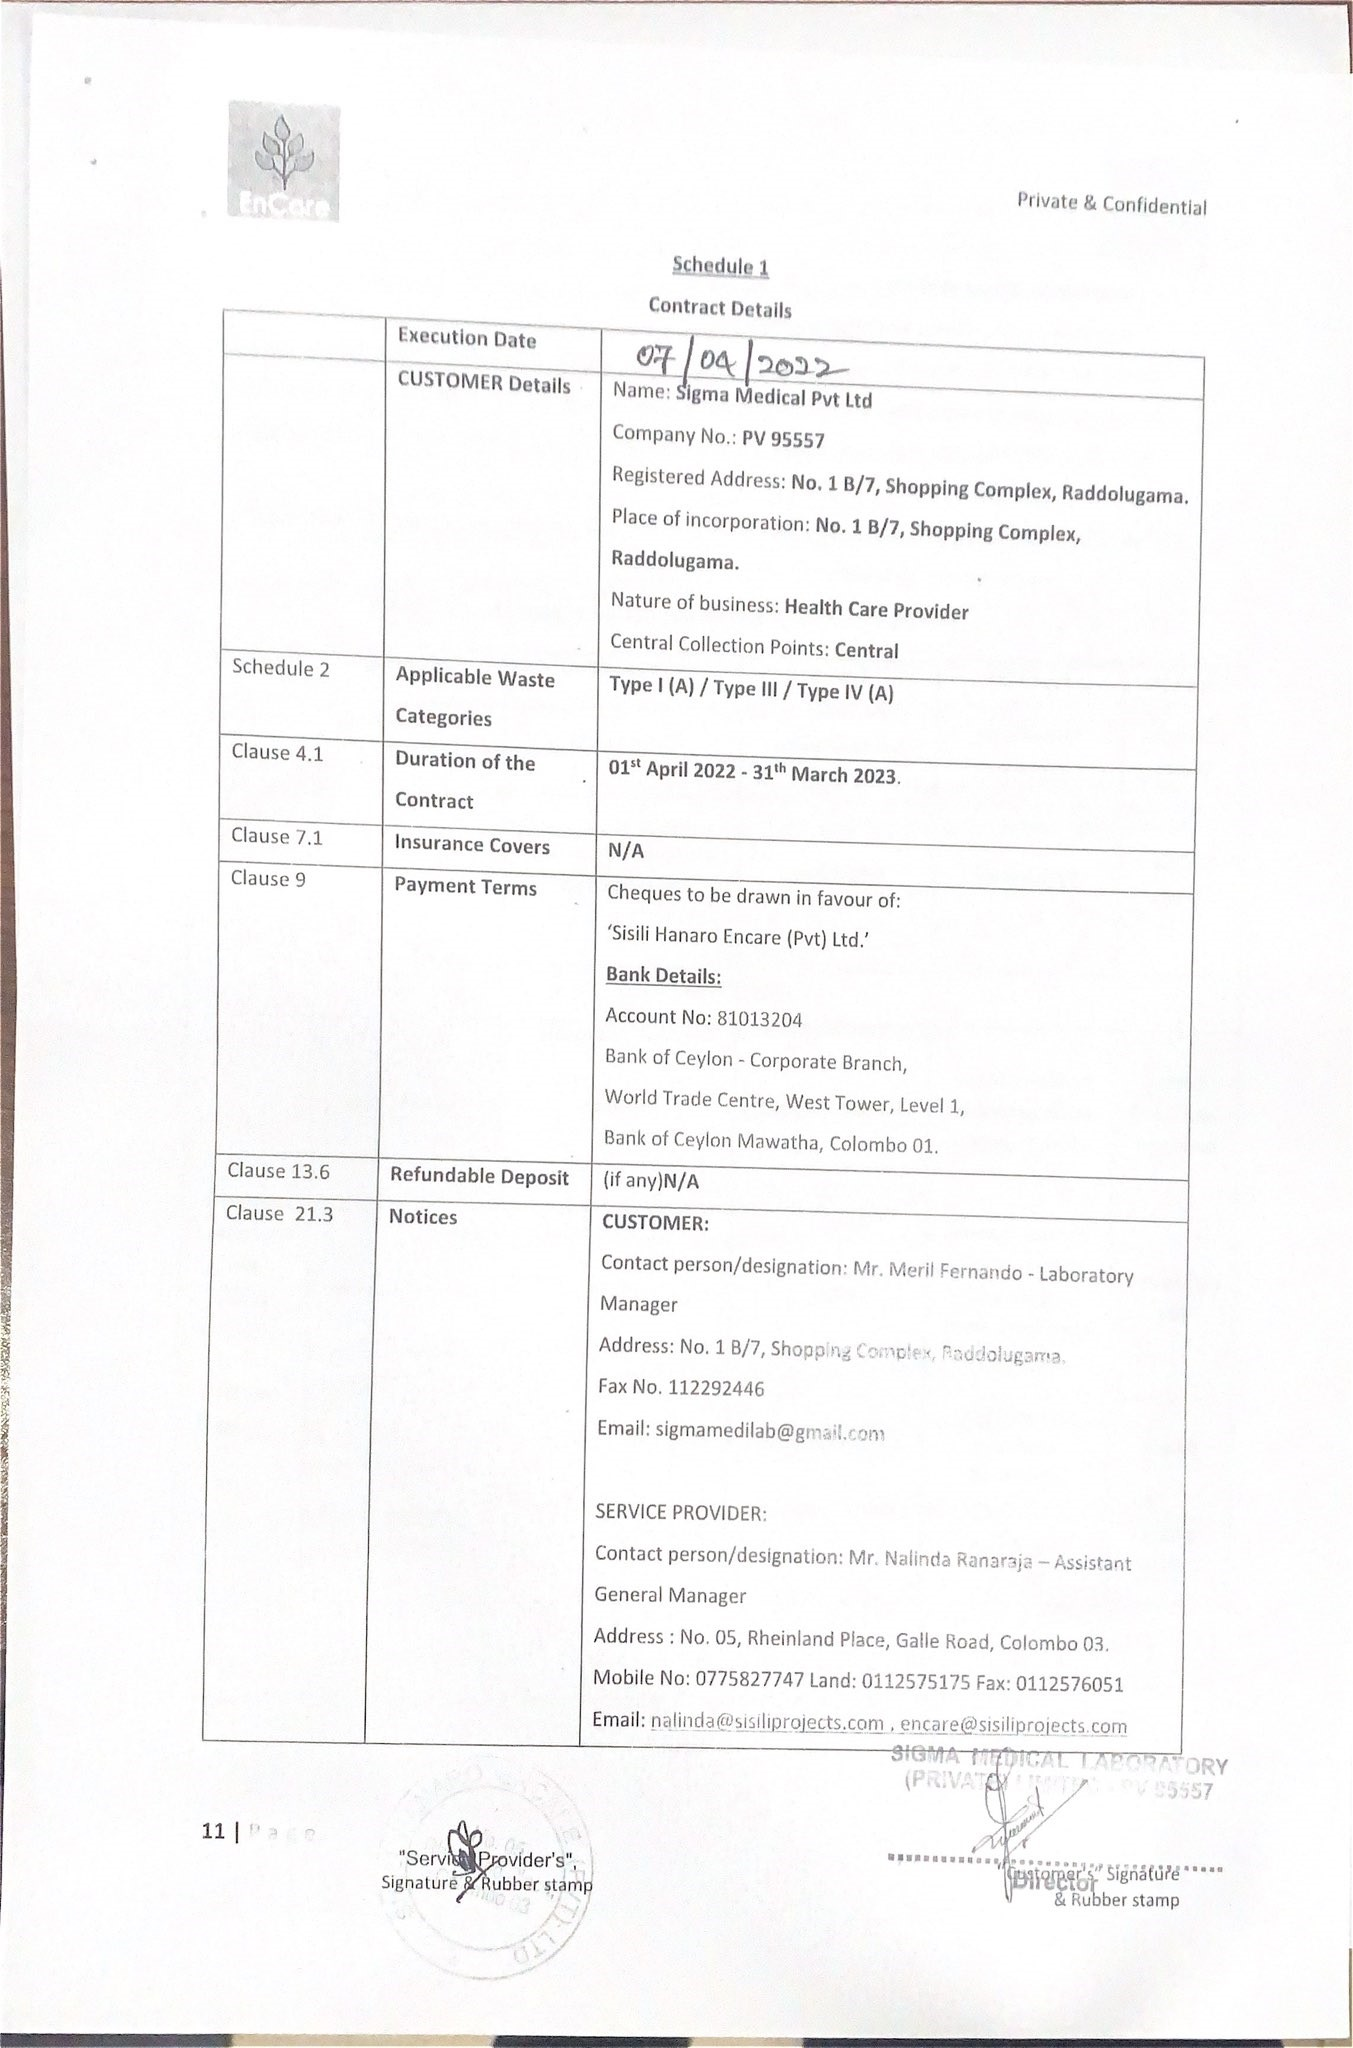 EnCare
Private & Confidential
Schedule 1
Contract Details
Execution Date
07/04/2022
CUSTOMER Details
Name: Sigma Medical Pvt Ltd
Company No.: PV 95557
Registered Address: No. 1 B/7, Shopping Complex, Raddolugama.
Place of incorporation: No. 1 B/7, Shopping Complex,
Raddolugama.
Nature of business: Health Care Provider
Central Collection Points: Central
Schedule 2
Applicable Waste
Categories
Type I (A) / Type III / Type IV (A)
Clause 4.1
Duration of the
Contract
01st April 2022 - 31th March 2023.
Clause 7.1
Insurance Covers
N/A
Clause 9
Payment Terms
Cheques to be drawn in favour of:
‘Sisili Hanaro Encare (Pvt) Ltd.’
Bank Details:
Account No: 81013204
Bank of Ceylon - Corporate Branch,
World Trade Centre, West Tower, Level 1,
Bank of Ceylon Mawatha, Colombo 01.
Clause 13.6
Refundable Deposit
(if any)N/A
Clause 21.3
Notices
CUSTOMER:
Contact person/designation: Mr. Meril Fernando - Laboratory
Manager
Address: No. 1 B/7, Shopping Complex, Raddolugama.
Fax No. 112292446
Email: sigmamedilab@gmail.com
SERVICE PROVIDER:
Contact person/designation: Mr. Nalinda Ranaraja – Assistant
General Manager
Address : No. 05, Rheinland Place, Galle Road, Colombo 03.
Mobile No: 0775827747 Land: 0112575175 Fax: 0112576051
Email: nalinda@sisiliprojects.com , encare@sisiliprojects.com
SIGMA MEDICAL LABORATORY
(PRIVATE) LIMITED PV 95557
11 | Page
"Service Provider's",
Signature & Rubber stamp
"Customer's" Signature
Director
& Rubber stamp